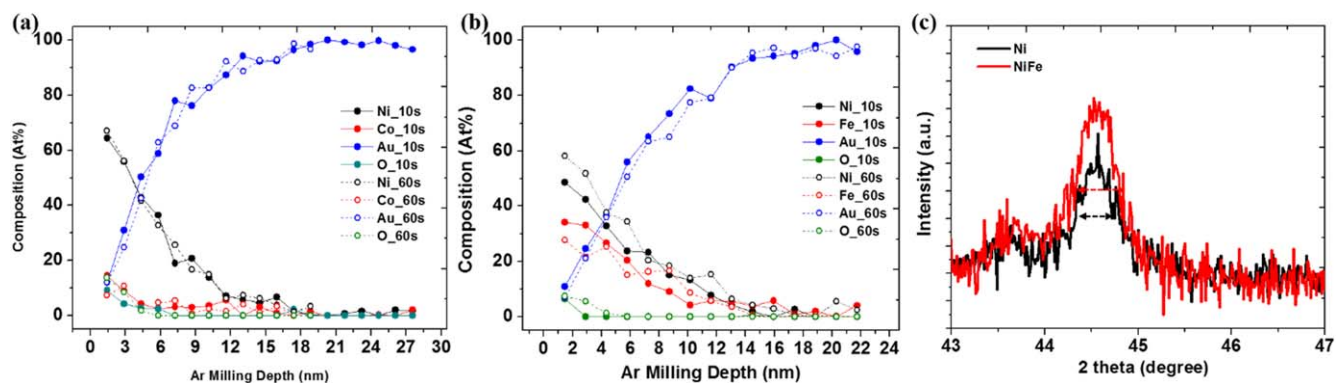 (a)
Composition (At%)
100
80
60
40
20
0
Ni_10s
Co_10s
Au_10s
O_10s
Ni_60s
Co_60s
Au_60s
O_60s
0 3 6 9 12 15 18 21 24 27 30
Ar Milling Depth (nm)
(b)
Composition (At%)
100
80
60
40
20
0
Ni_10s
Fe_10s
Au_10s
O_10s
Ni_60s
Fe_60s
Au_60s
O_60s
0 2 4 6 8 10 12 14 16 18 20 22 24
Ar Milling Depth (nm)
(c)
Intensity (a.u.)
Ni
NiFe
43 44 45 46 47
2 theta (degree)